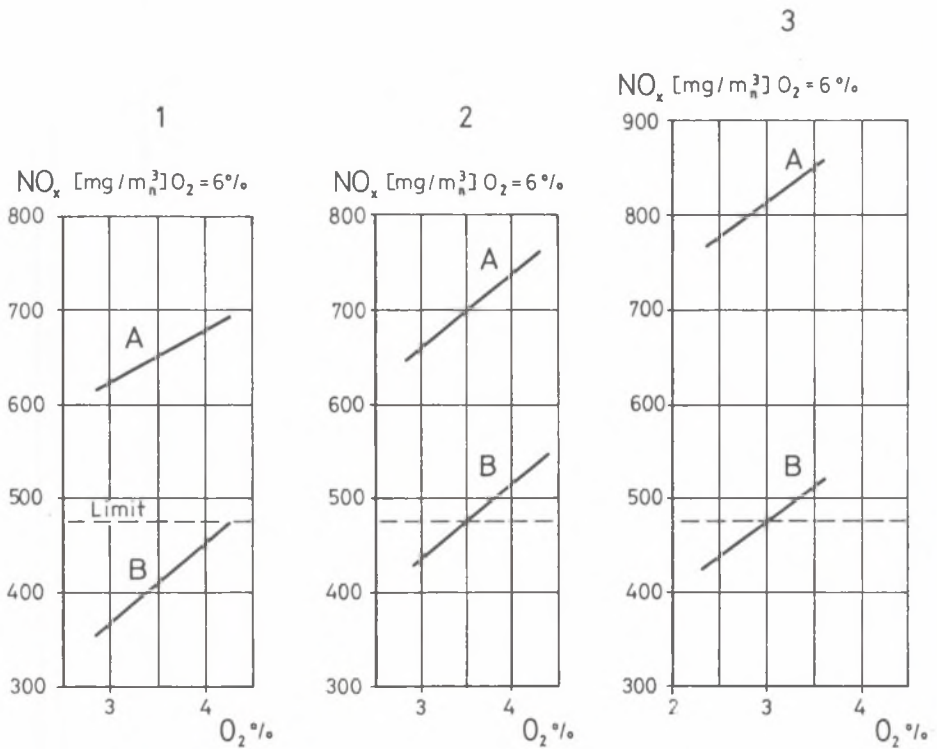 1
NOx [mg/m³n] O₂ = 6%
800
700
600
500
400
300
A
Limit
B
3 4
O₂ %
2
NOx [mg/m³n] O₂ = 6%
800
700
600
500
400
300
A
B
3 4
O₂ %
3
NOx [mg/m³n] O₂ = 6%
900
800
700
600
500
400
300
A
B
2 3 4
O₂ %